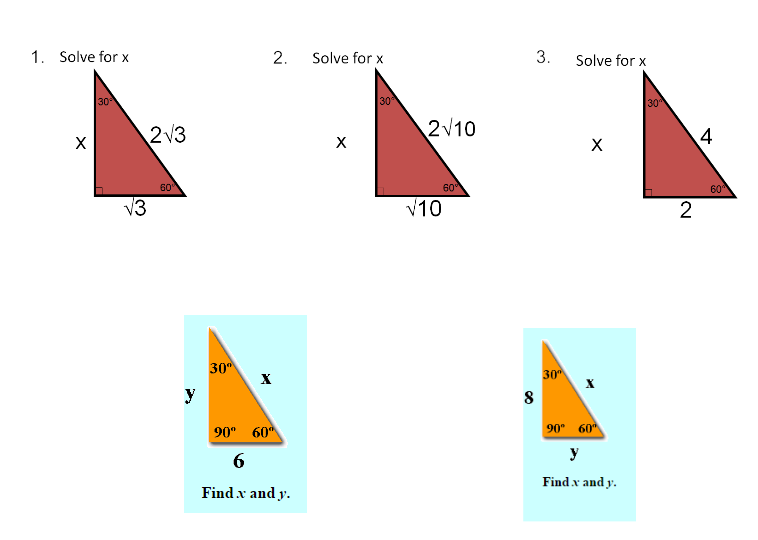 1. Solve for x
30°
x
2√3
60°
√3
2. Solve for x
30°
x
2√10
60°
√10
3. Solve for x
30°
x
4
60°
2
30°
x
y
90° 60°
6
Find x and y.
30°
x
8
90° 60°
y
Find x and y.